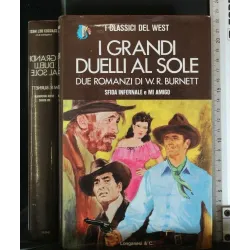 I CLASSICI DEL WEST
I GRANDI
DUELLI AL SOLE
DUE ROMANZI DI W.R. BURNETT
SFIDA INFERNALE e MI AMIGO
Longanesi & C.
I GRANDI
DUELLI
AL SOLE